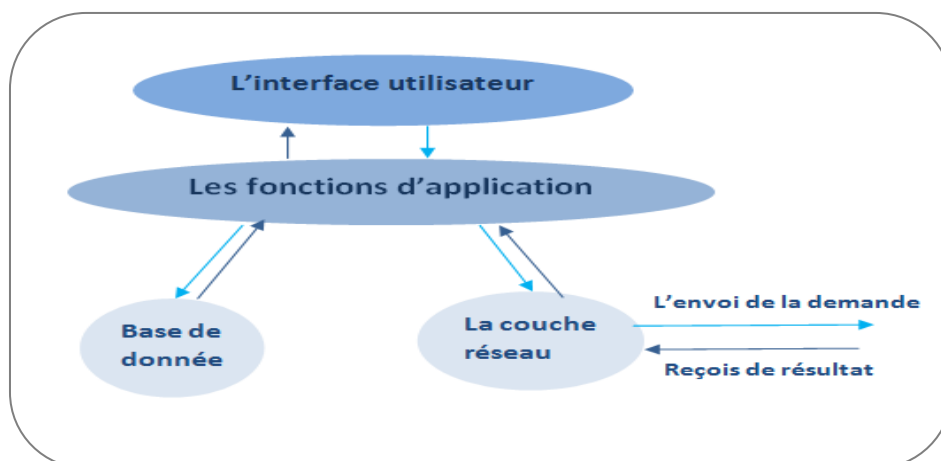 L'interface utilisateur
Les fonctions d'application
Base de
donnée
La couche
réseau
L'envoi de la demande
Reçois de résultat